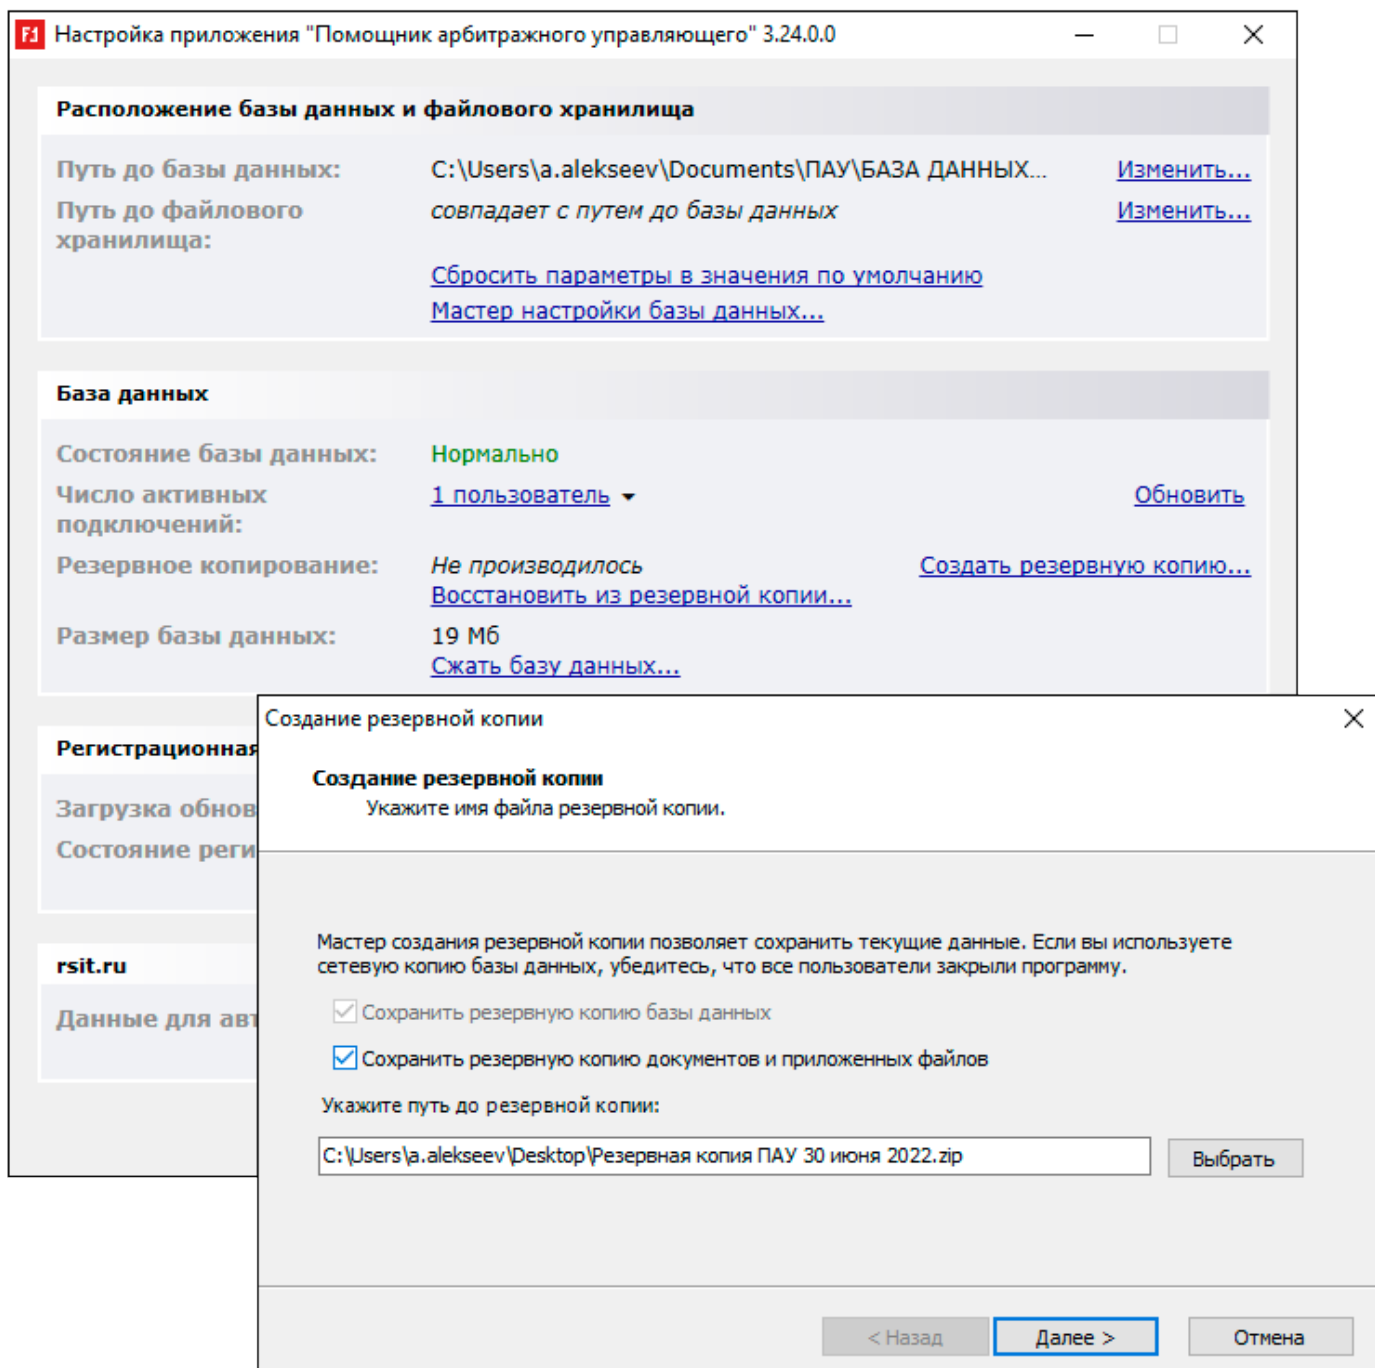 Настройка приложения "Помощник арбитражного управляющего" 3.24.0.0
Расположение базы данных и файлового хранилища
Путь до базы данных: C:\Users\a.alekseev\Documents\ПАУ\БАЗА ДАННЫХ... Изменить...
Путь до файлового хранилища: совпадает с путем до базы данных Изменить...
Сбросить параметры в значения по умолчанию
Мастер настройки базы данных...
База данных
Состояние базы данных: Нормально
Число активных подключений: 1 пользователь Обновить
Резервное копирование: Не производилось Создать резервную копию...
Восстановить из резервной копии...
Размер базы данных: 19 Мб
Сжать базу данных...
Регистрационная
Загрузка обнов
Состояние реги
rsit.ru
Данные для авт
Создание резервной копии
Создание резервной копии
Укажите имя файла резервной копии.
Мастер создания резервной копии позволяет сохранить текущие данные. Если вы используете
сетевую копию базы данных, убедитесь, что все пользователи закрыли программу.
Сохранить резервную копию базы данных
Сохранить резервную копию документов и приложенных файлов
Укажите путь до резервной копии:
C:\Users\a.alekseev\Desktop\Резервная копия ПАУ 30 июня 2022.zip Выбрать
< Назад Далее > Отмена